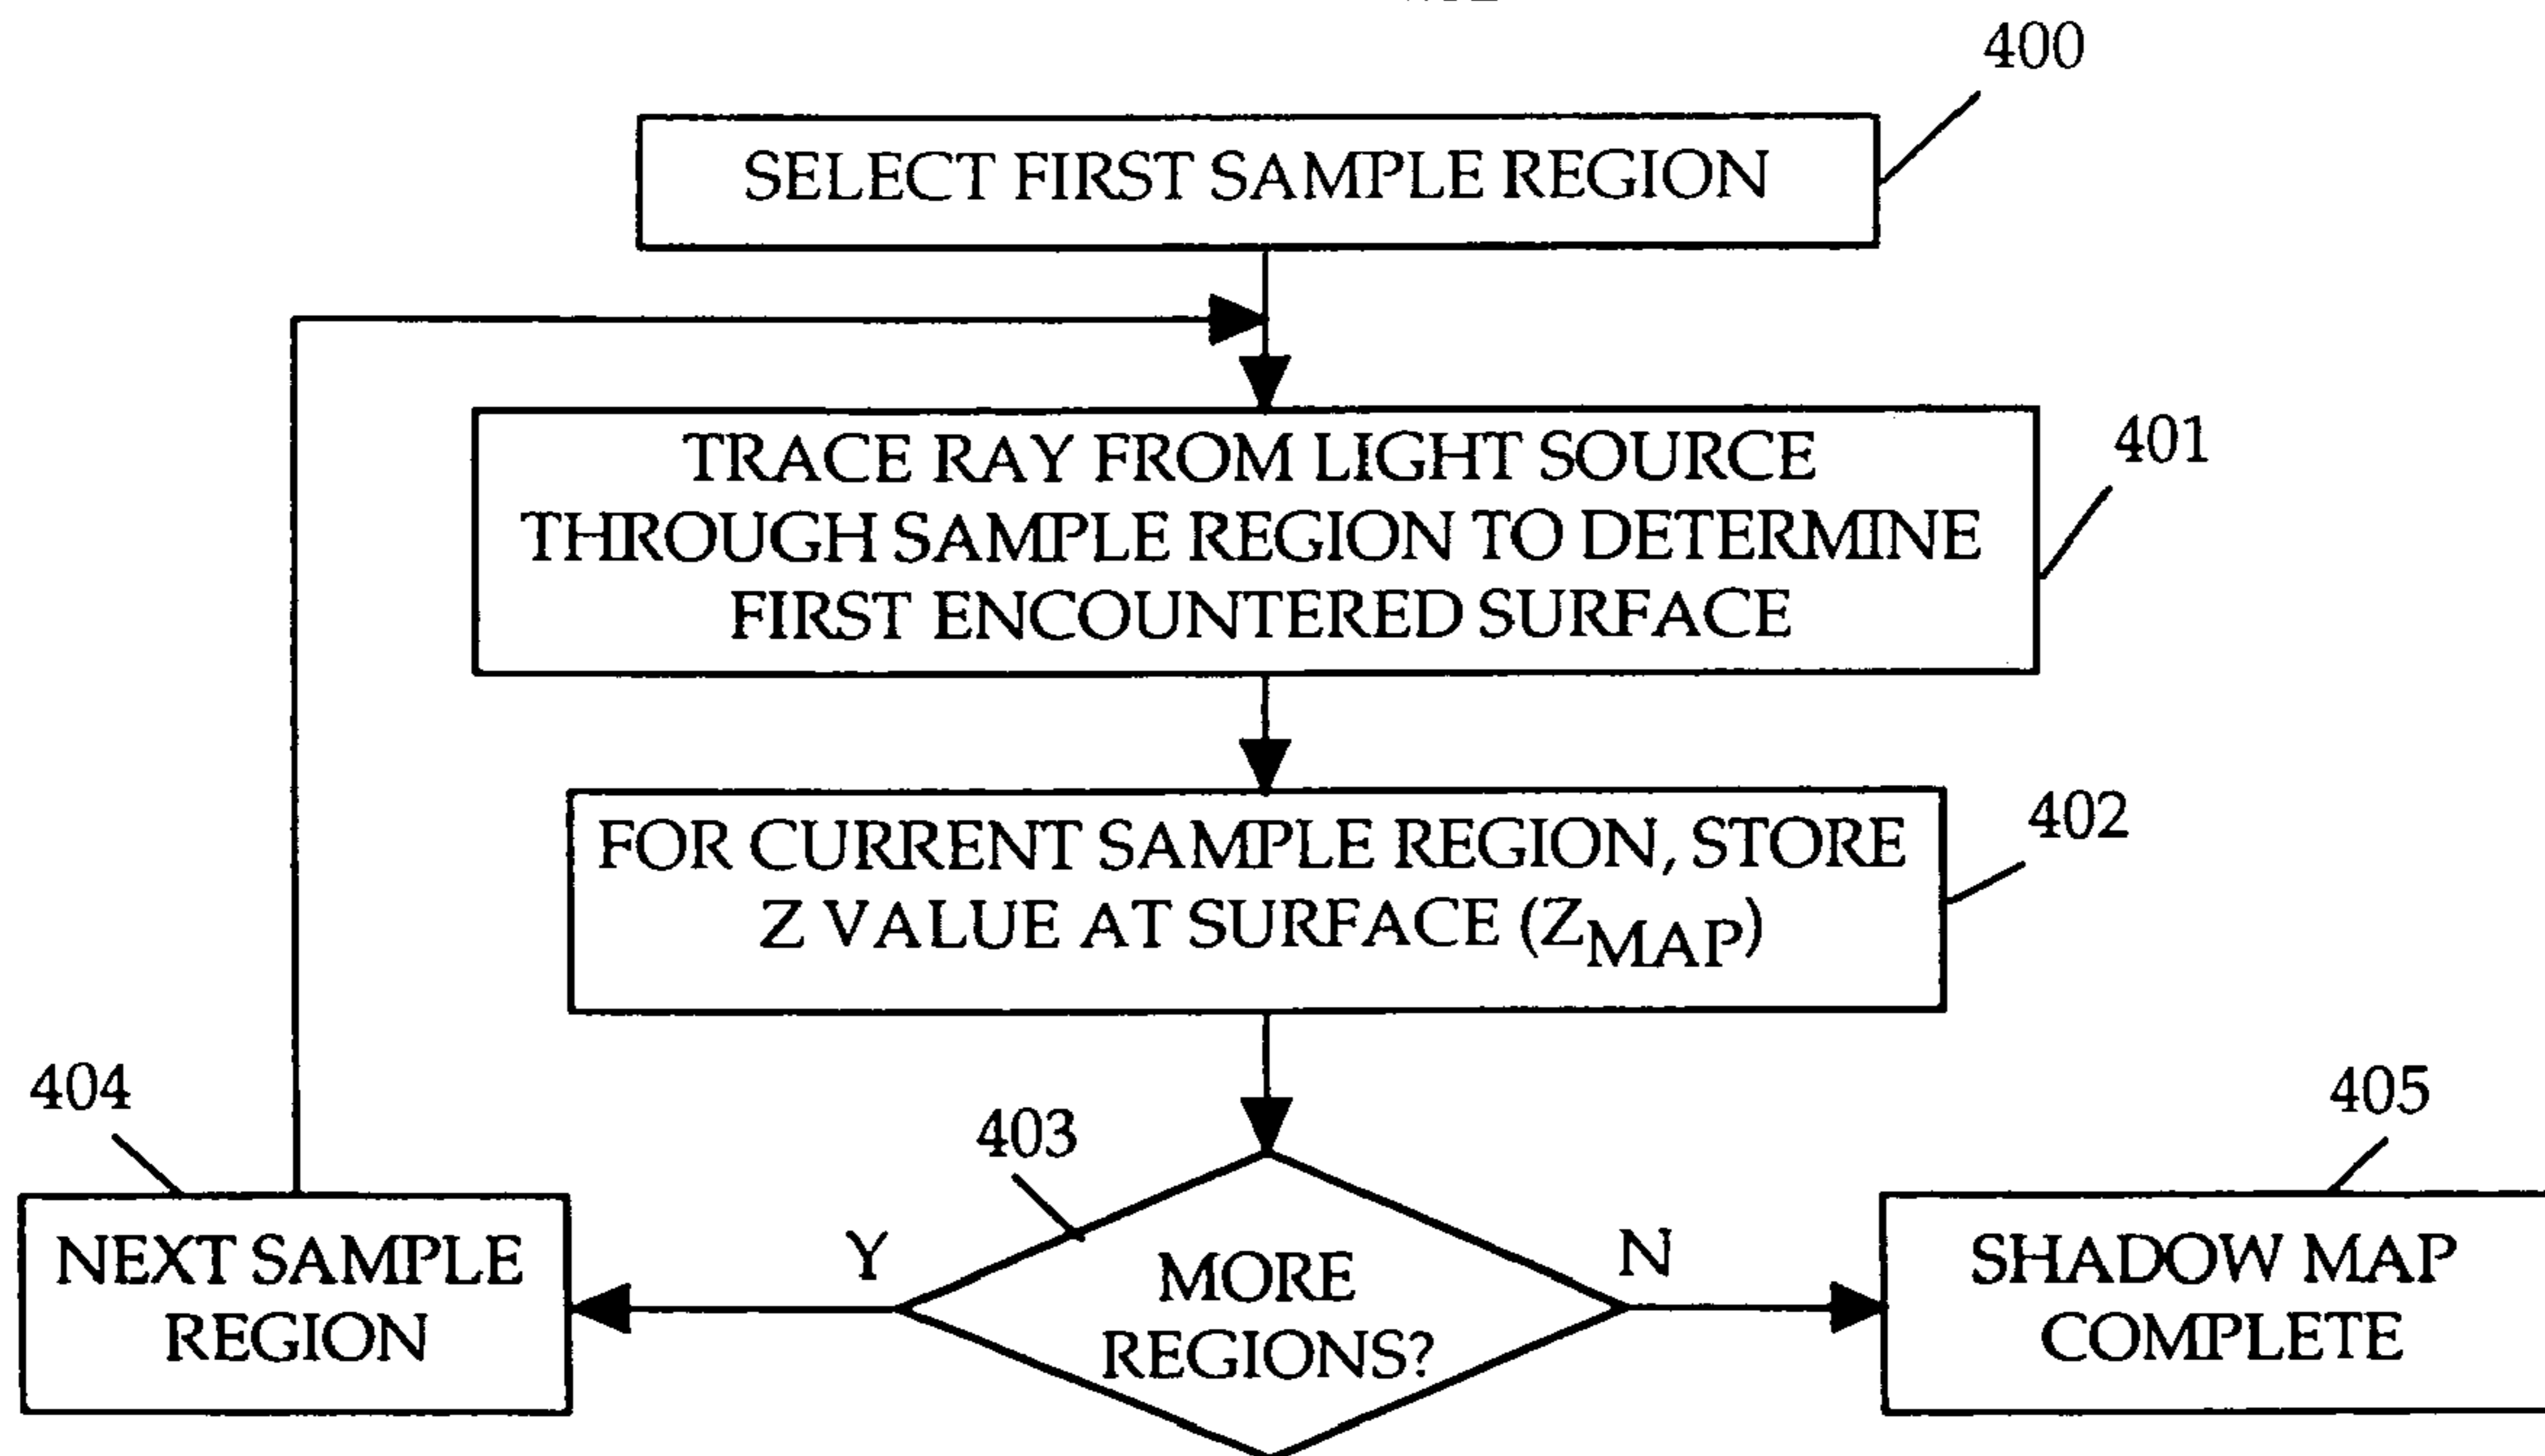 400
SELECT FIRST SAMPLE REGION
TRACE RAY FROM LIGHT SOURCE
THROUGH SAMPLE REGION TO DETERMINE
FIRST ENCOUNTERED SURFACE
401
FOR CURRENT SAMPLE REGION, STORE
Z VALUE AT SURFACE (ZMAP)
402
404
NEXT SAMPLE
REGION
403
Y
MORE
REGIONS?
N
405
SHADOW MAP
COMPLETE